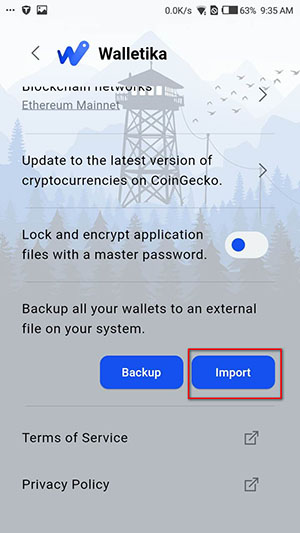 0.0K/s 63% 9:35 AM
Walletika
Blockchain networks
Ethereum Mainnet
Update to the latest version of
cryptocurrencies on CoinGecko.
Lock and encrypt application
files with a master password.
Backup all your wallets to an external
file on your system.
Backup Import
Terms of Service
Privacy Policy